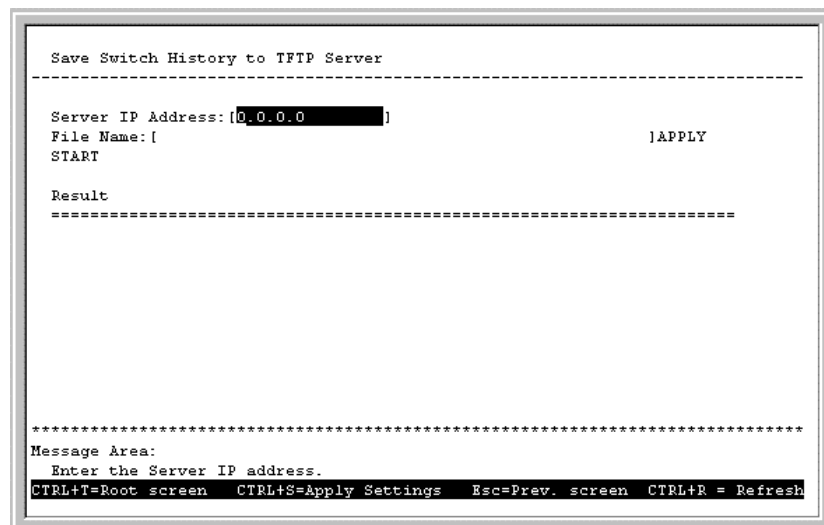 Save Switch History to TFTP Server
--------------------------------------------------------------------------------
Server IP Address:[0.0.0.0 ]
File Name:[ ]APPLY
START
Result
======================================================================
*******************************************************************************
Message Area:
Enter the Server IP address.
CTRL+T=Root screen CTRL+S=Apply Settings Esc=Prev. screen CTRL+R = Refresh